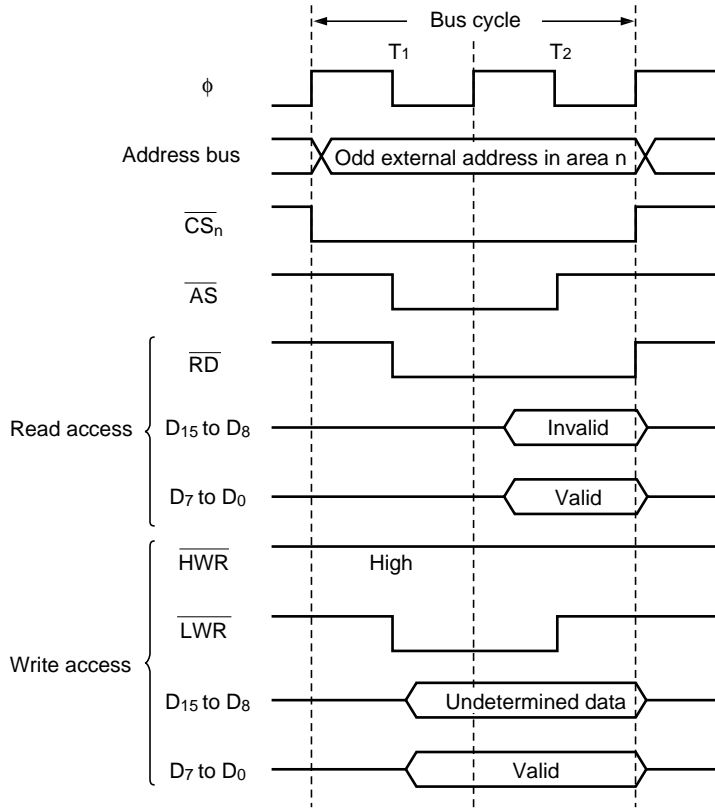 Bus cycle
T1 T2
ϕ
Address bus Odd external address in area n
CSn
AS
Read access
RD
D15 to D8 Invalid
D7 to D0 Valid
Write access
HWR High
LWR
D15 to D8 Undetermined data
D7 to D0 Valid